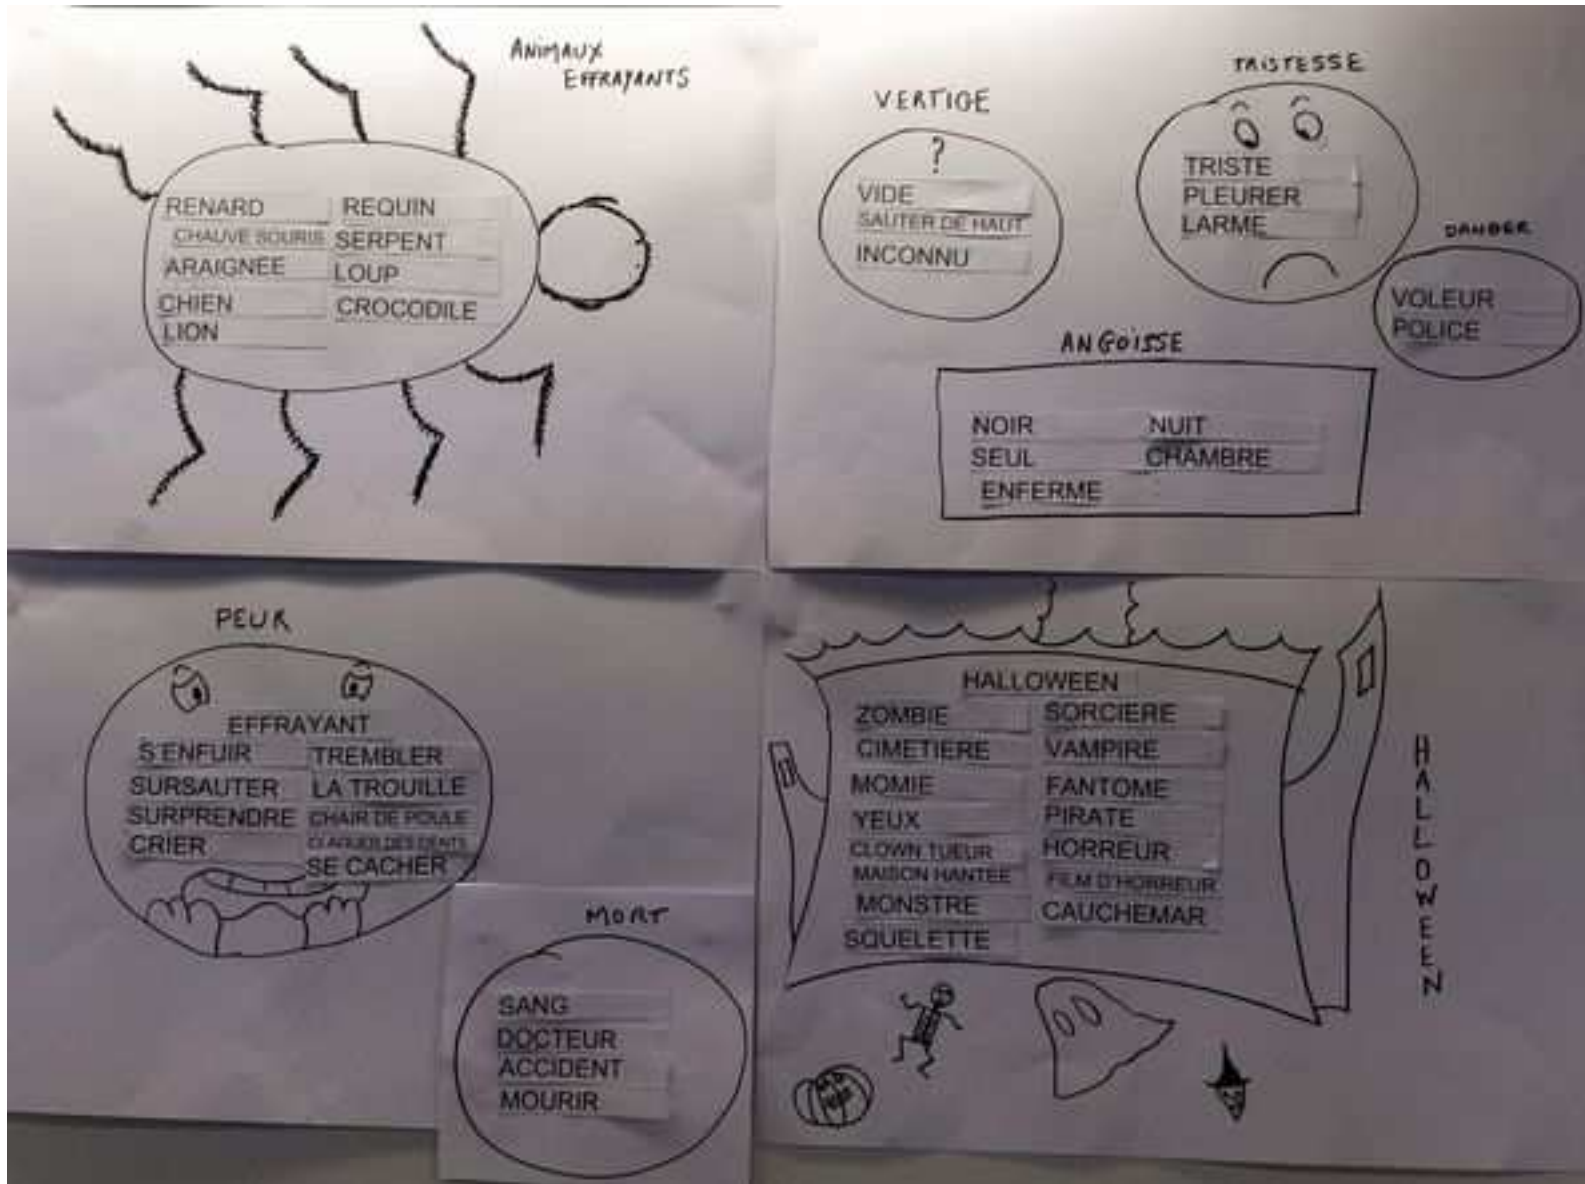 ANIMAUX
EFFRAYANTS
RENARD
CHAUVE SOURIS
ARAIGNEE
CHIEN
LION
REQUIN
SERPENT
LOUP
CROCODILE
VERTIGE
?
VIDE
SAUTER DE HAUT
INCONNU
TRISTESSE
TRISTE
PLEURER
LARME
DANGER
VOLEUR
POLICE
ANGOISSE
NOIR
SEUL
ENFERME
NUIT
CHAMBRE
PEUR
EFFRAYANT
S'ENFUIR
SURSAUTER
SURPRENDRE
CRIER
TREMBLER
LA TROUILLE
CHAIR DE POULE
CLAQUER DES DENTS
SE CACHER
MORT
SANG
DOCTEUR
ACCIDENT
MOURIR
HALLOWEEN
ZOMBIE
CIMETIERE
MOMIE
YEUX
CLOWN TUEUR
MAISON HANTEE
MONSTRE
SQUELETTE
SORCIERE
VAMPIRE
FANTOME
PIRATE
HORREUR
FILM D'HORREUR
CAUCHEMAR
HALLOWEEN